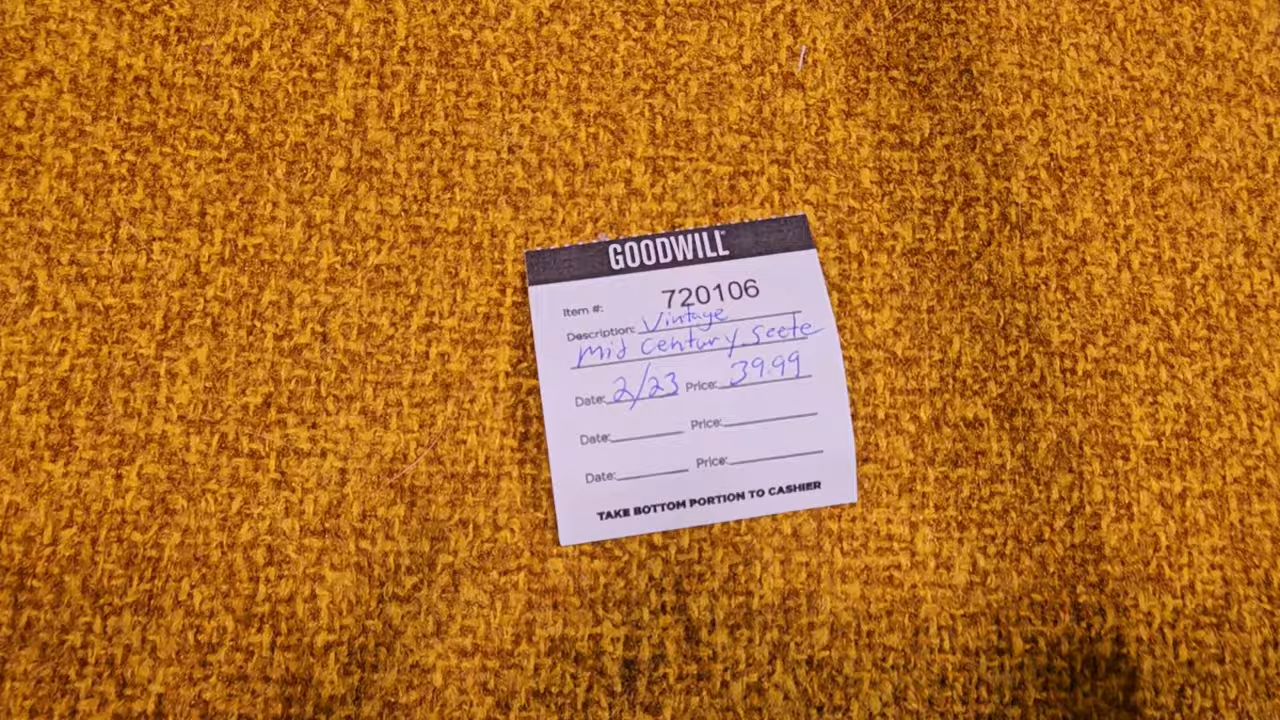 GOODWILL
Item #: 720106
Description: Vintage
Mid Century Seete
Date: 2/23 Price: 39.99
Date: Price:
Date: Price:
TAKE BOTTOM PORTION TO CASHIER